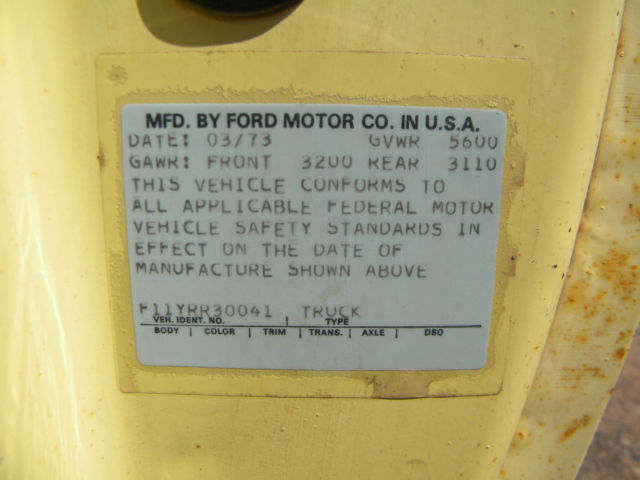 MFD. BY FORD MOTOR CO. IN U.S.A.
DATE: 03/73 GVWR 5600
GAWR: FRONT 3200 REAR 3110
THIS VEHICLE CONFORMS TO
ALL APPLICABLE FEDERAL MOTOR
VEHICLE SAFETY STANDARDS IN
EFFECT ON THE DATE OF
MANUFACTURE SHOWN ABOVE
F11YRR30041 TRUCK
VEH. IDENT. NO. TYPE
BODY COLOR TRIM TRANS. AXLE DSO